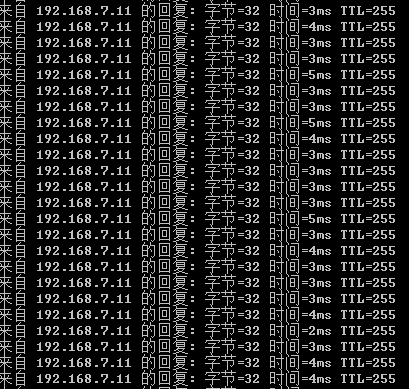 来自 192.168.7.11 的回复: 字节=32 时间=3ms TTL=255
来自 192.168.7.11 的回复: 字节=32 时间=4ms TTL=255
来自 192.168.7.11 的回复: 字节=32 时间=3ms TTL=255
来自 192.168.7.11 的回复: 字节=32 时间=3ms TTL=255
来自 192.168.7.11 的回复: 字节=32 时间=5ms TTL=255
来自 192.168.7.11 的回复: 字节=32 时间=3ms TTL=255
来自 192.168.7.11 的回复: 字节=32 时间=3ms TTL=255
来自 192.168.7.11 的回复: 字节=32 时间=5ms TTL=255
来自 192.168.7.11 的回复: 字节=32 时间=4ms TTL=255
来自 192.168.7.11 的回复: 字节=32 时间=3ms TTL=255
来自 192.168.7.11 的回复: 字节=32 时间=3ms TTL=255
来自 192.168.7.11 的回复: 字节=32 时间=3ms TTL=255
来自 192.168.7.11 的回复: 字节=32 时间=3ms TTL=255
来自 192.168.7.11 的回复: 字节=32 时间=5ms TTL=255
来自 192.168.7.11 的回复: 字节=32 时间=3ms TTL=255
来自 192.168.7.11 的回复: 字节=32 时间=4ms TTL=255
来自 192.168.7.11 的回复: 字节=32 时间=3ms TTL=255
来自 192.168.7.11 的回复: 字节=32 时间=4ms TTL=255
来自 192.168.7.11 的回复: 字节=32 时间=3ms TTL=255
来自 192.168.7.11 的回复: 字节=32 时间=4ms TTL=255
来自 192.168.7.11 的回复: 字节=32 时间=2ms TTL=255
来自 192.168.7.11 的回复: 字节=32 时间=3ms TTL=255
来自 192.168.7.11 的回复: 字节=32 时间=4ms TTL=255
来自 192.168.7.11 的回复: 字节=32 时间=4ms TTL=255